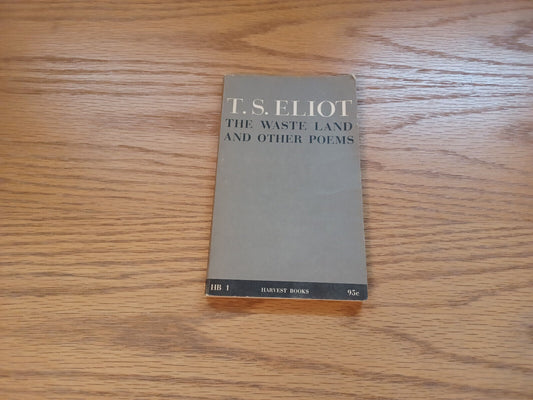 T. S. ELIOT
THE WASTE LAND
AND OTHER POEMS
HB 1 HARVEST BOOKS 95c